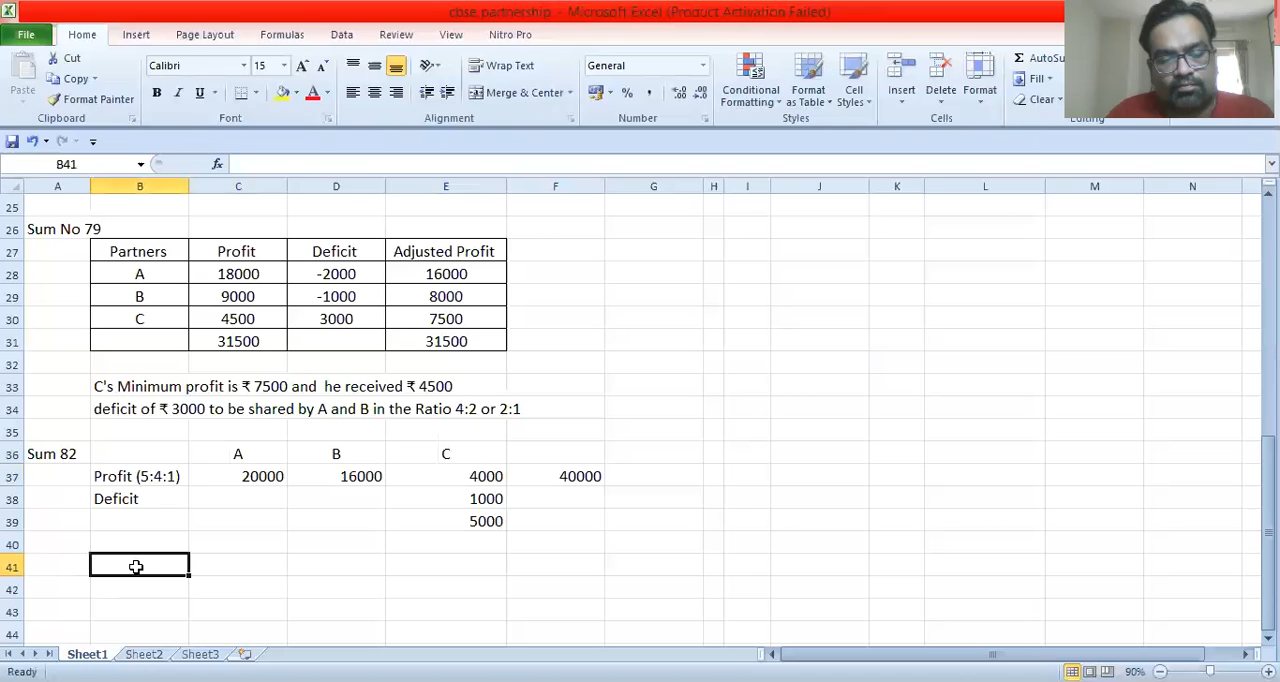 cbse partnership - Microsoft Excel (Product Activation Failed)
File Home Insert Page Layout Formulas Data Review View Nitro Pro
Cut
Copy
Format Painter
Paste
Clipboard
Calibri 15
B I U
Font
Wrap Text
Merge & Center
Alignment
General
%
Number
Conditional Formatting
Format as Table
Cell Styles
Styles
Insert Delete Format
Cells
AutoSu
Fill
Clear
Editing
B41 fx
A B C D E F G H I J K L M N
25
26 Sum No 79
27 Partners Profit Deficit Adjusted Profit
28 A 18000 -2000 16000
29 B 9000 -1000 8000
30 C 4500 3000 7500
31 31500 31500
32
33 C's Minimum profit is ₹ 7500 and he received ₹ 4500
34 deficit of ₹ 3000 to be shared by A and B in the Ratio 4:2 or 2:1
35
36 Sum 82 A B C
37 Profit (5:4:1) 20000 16000 4000 40000
38 Deficit 1000
39 5000
40
41
42
43
44
Sheet1 Sheet2 Sheet3
Ready 90%